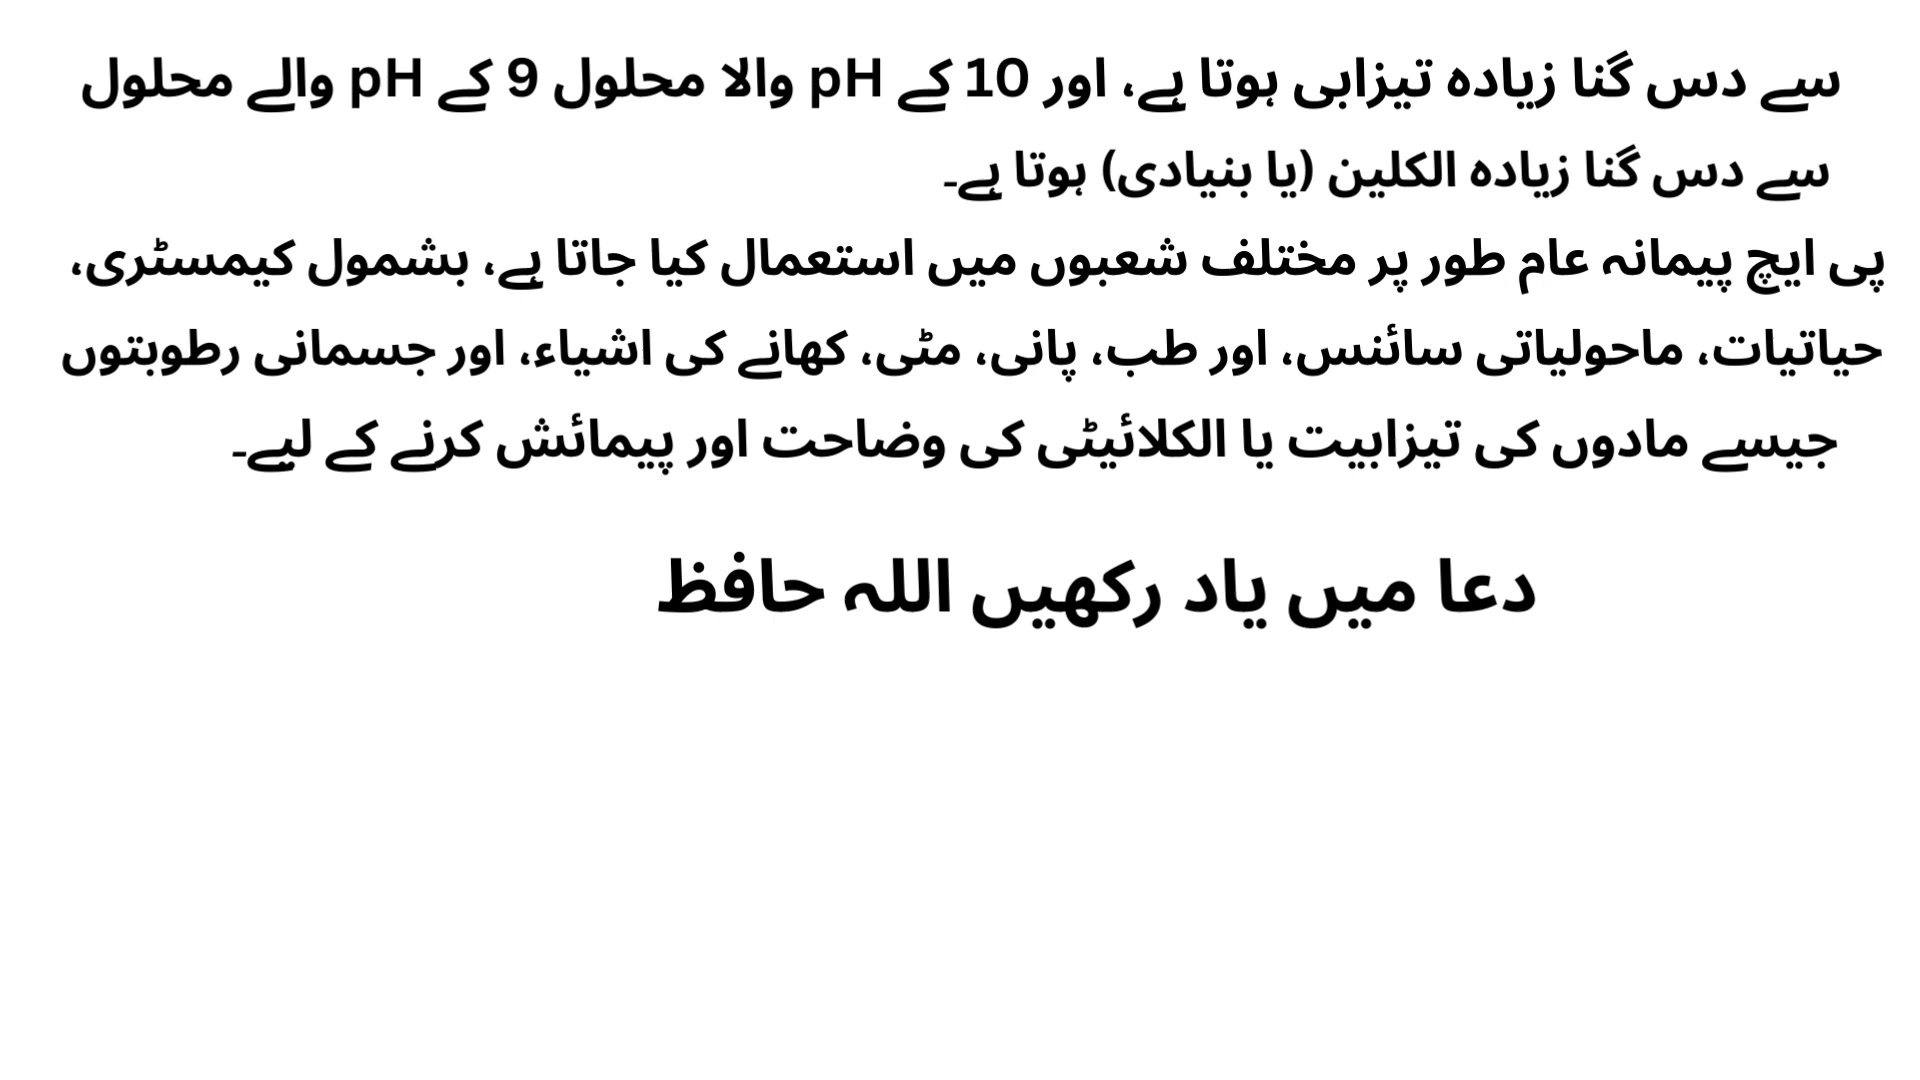 سے دس گنا زیادہ تیزابی ہوتا ہے، اور 10 کے pH والا محلول 9 کے pH والے محلول
سے دس گنا زیادہ الکلین (یا بنیادی) ہوتا ہے۔
پی ایچ پیمانہ عام طور پر مختلف شعبوں میں استعمال کیا جاتا ہے، بشمول کیمسٹری،
حیاتیات، ماحولیاتی سائنس، اور طب، پانی، مٹی، کھانے کی اشیاء، اور جسمانی رطوبتوں
جیسے مادوں کی تیزابیت یا الکلائیٹی کی وضاحت اور پیمائش کرنے کے لیے۔
دعا میں یاد رکھیں اللہ حافظ